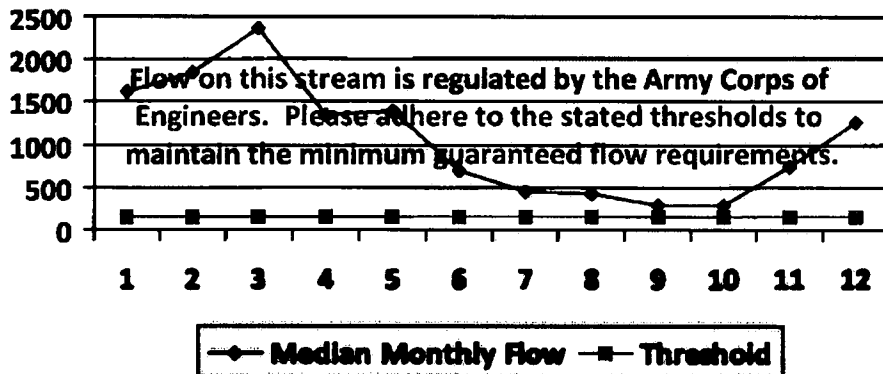 2500
2000
1500
1000
500
0
Flow on this stream is regulated by the Army Corps of
Engineers. Please adhere to the stated thresholds to
maintain the minimum guaranteed flow requirements.
1 2 3 4 5 6 7 8 9 10 11 12
Median Monthly Flow Threshold